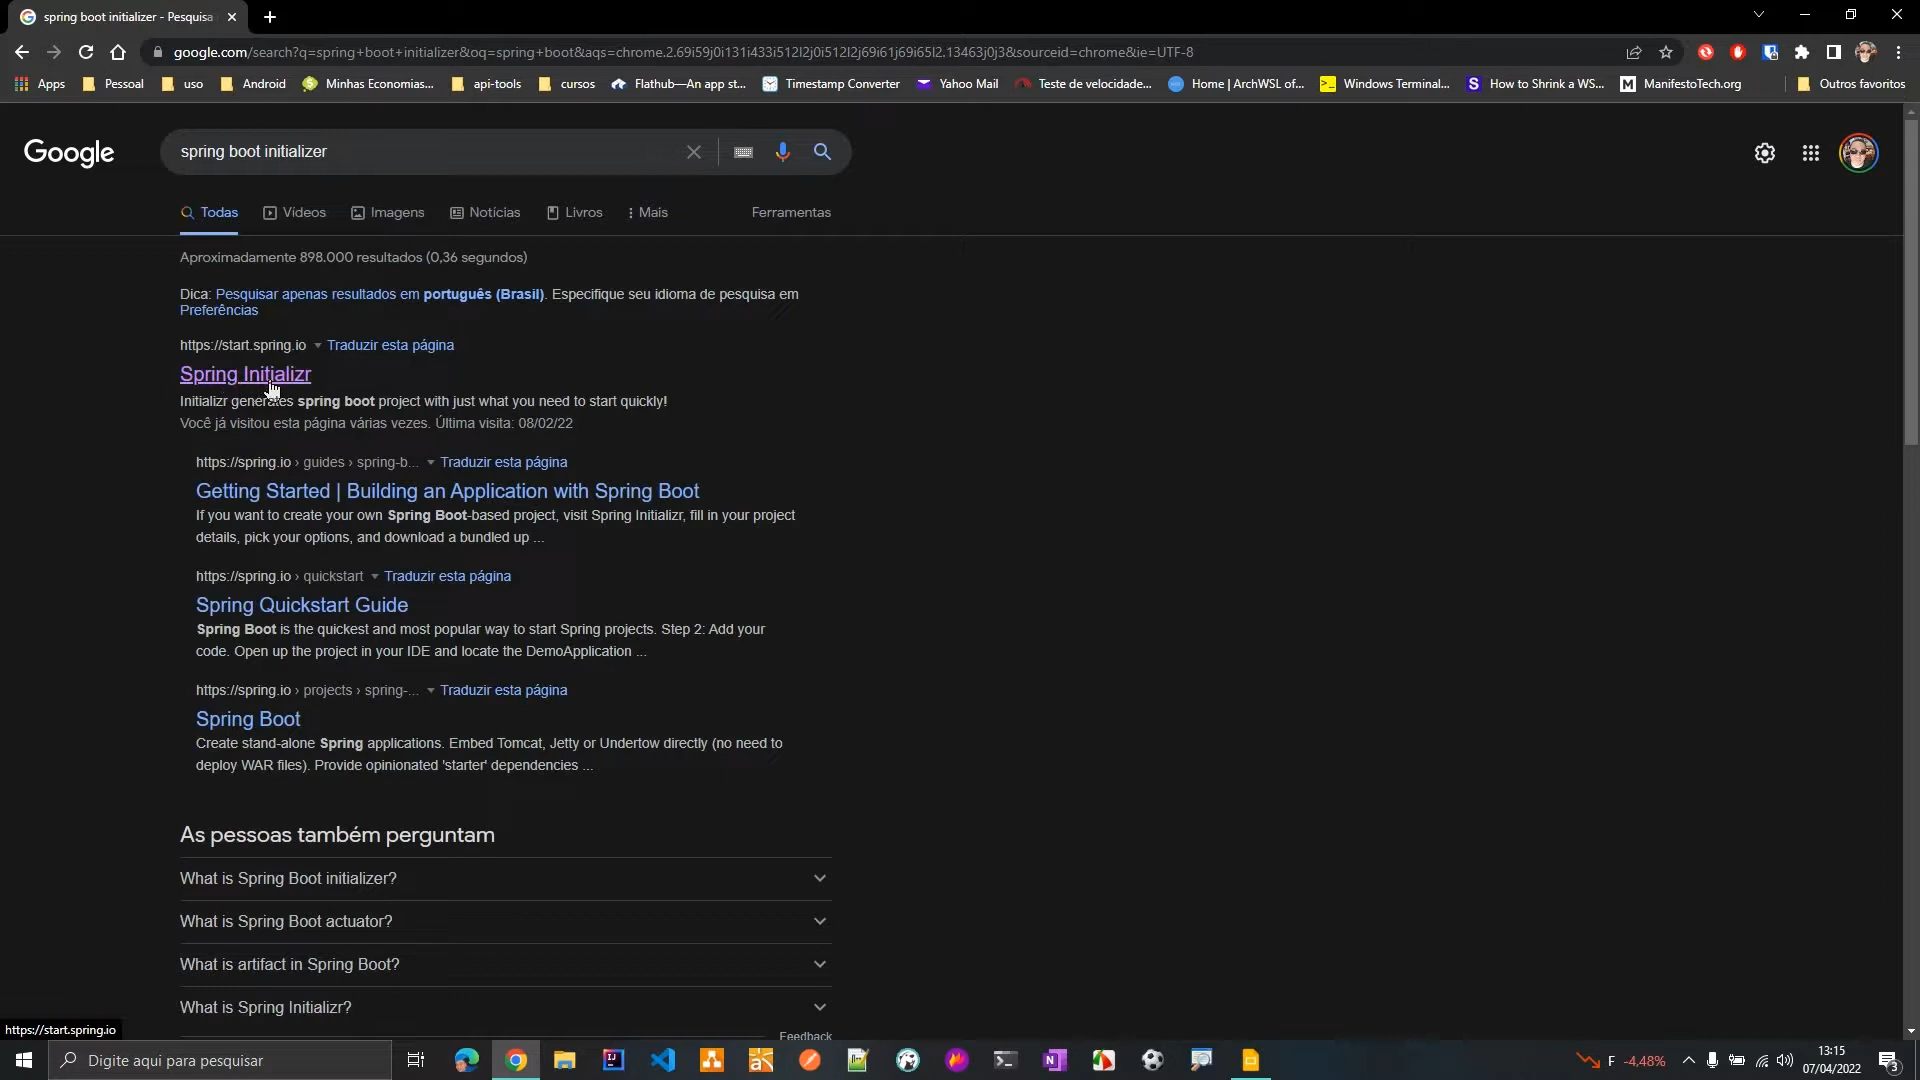 spring boot initializer - Pesquisa
google.com/search?q=spring+boot+initializer&oq=spring+boot&aqs=chrome.2.69i59j0i131i433i512l2j0i512l2j69i61j69i65l2.13463j0j3&sourceid=chrome&ie=UTF-8
Apps Pessoal uso Android Minhas Economias... api-tools cursos Flathub—An app st... Timestamp Converter Yahoo Mail Teste de velocidade... Home | ArchWSL of... Windows Terminal... How to Shrink a WS... ManifestoTech.org Outros favoritos
Google
spring boot initializer
Todas Vídeos Imagens Notícias Livros Mais Ferramentas
Aproximadamente 898.000 resultados (0,36 segundos)
Dica: Pesquisar apenas resultados em português (Brasil). Especifique seu idioma de pesquisa em
Preferências
https://start.spring.io Traduzir esta página
Spring Initializr
Initializr generates spring boot project with just what you need to start quickly!
Você já visitou esta página várias vezes. Última visita: 08/02/22
https://spring.io › guides › spring-b... Traduzir esta página
Getting Started | Building an Application with Spring Boot
If you want to create your own Spring Boot-based project, visit Spring Initializr, fill in your project
details, pick your options, and download a bundled up ...
https://spring.io › quickstart Traduzir esta página
Spring Quickstart Guide
Spring Boot is the quickest and most popular way to start Spring projects. Step 2: Add your
code. Open up the project in your IDE and locate the DemoApplication ...
https://spring.io › projects › spring-... Traduzir esta página
Spring Boot
Create stand-alone Spring applications. Embed Tomcat, Jetty or Undertow directly (no need to
deploy WAR files). Provide opinionated 'starter' dependencies ...
As pessoas também perguntam
What is Spring Boot initializer?
What is Spring Boot actuator?
What is artifact in Spring Boot?
What is Spring Initializr?
Feedback
https://start.spring.io
Digite aqui para pesquisar
F -4,48%
13:15
07/04/2022
3